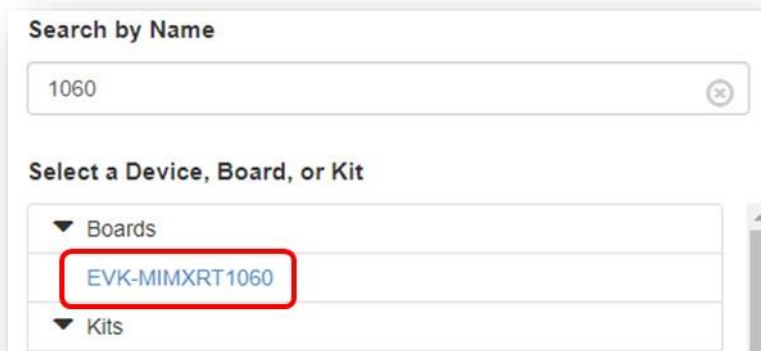 Search by Name
1060
Select a Device, Board, or Kit
Boards
EVK-MIMXRT1060
Kits